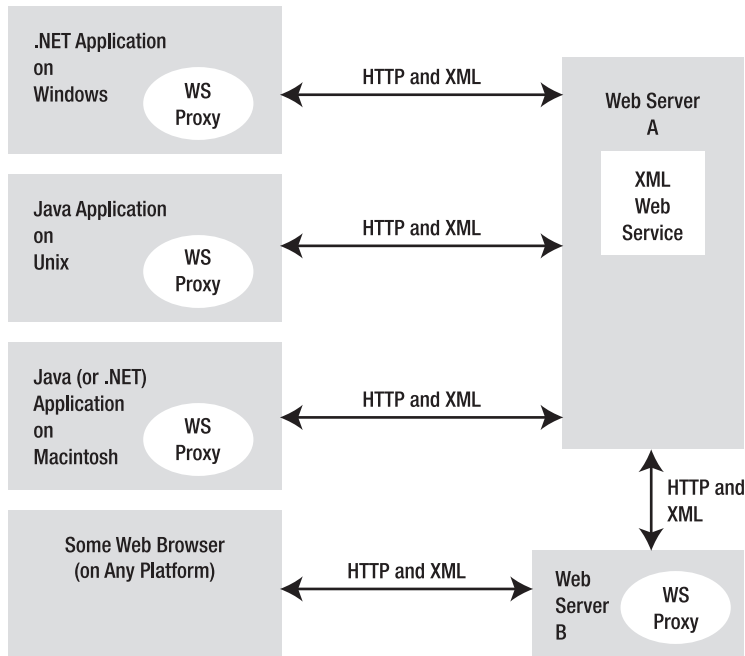 .NET Application
on
Windows
WS
Proxy
HTTP and XML
Web Server
A
XML
Web
Service
Java Application
on
Unix
WS
Proxy
HTTP and XML
Java (or .NET)
Application
on
Macintosh
WS
Proxy
HTTP and XML
HTTP and
XML
Some Web Browser
(on Any Platform)
HTTP and XML
Web
Server
B
WS
Proxy